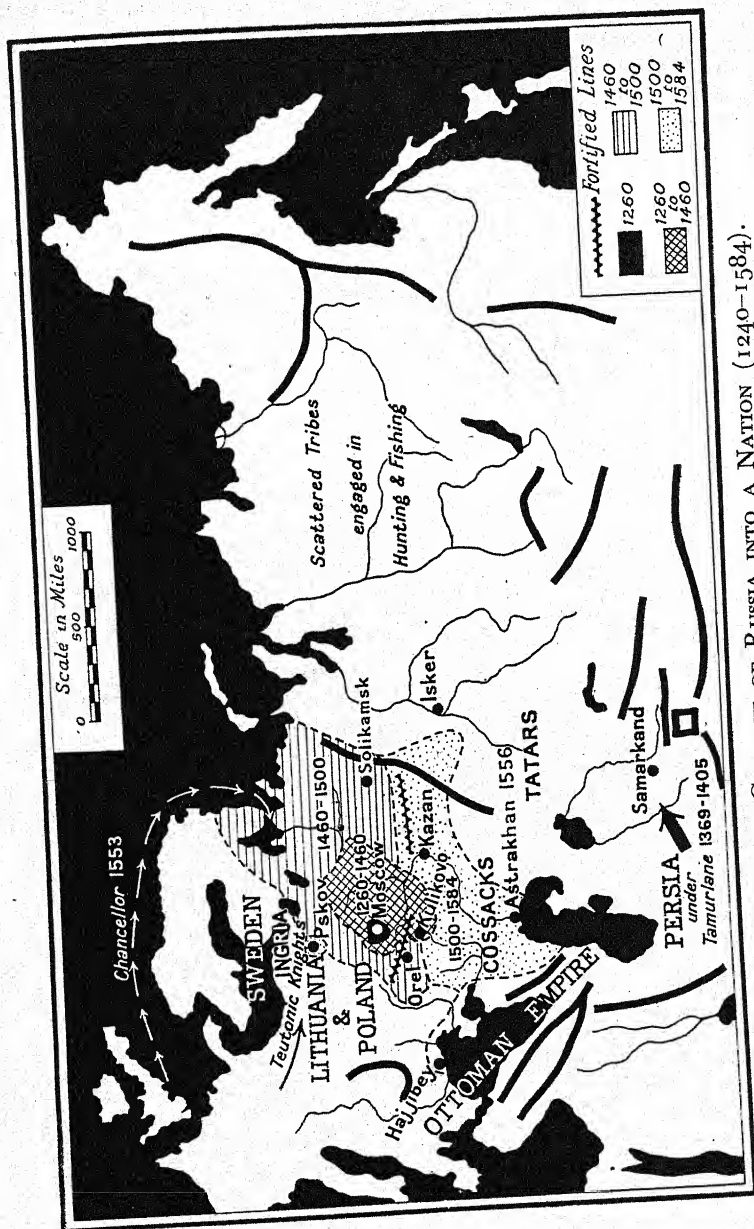 Scale in Miles
0 500 1000
Chancellor 1553
Scattered Tribes
engaged in
Hunting & Fishing
SWEDEN
INGRIA
Teutonic Knights
Pskov
1460-1500
Solikamsk
LITHUANIA
&
POLAND
1260-1460
Moscow
Isker
Orel
Kulikovo
Kazan
1500-1584
COSSACKS
Astrakhan 1556
TATARS
Hajjibey
OTTOMAN EMPIRE
Samarkand
PERSIA
under
Tamurlane 1369-1405
Fortified Lines
1260
1460
to
1500
1260
to
1460
1500
to
1584
OF RUSSIA INTO A NATION (1240–1584).